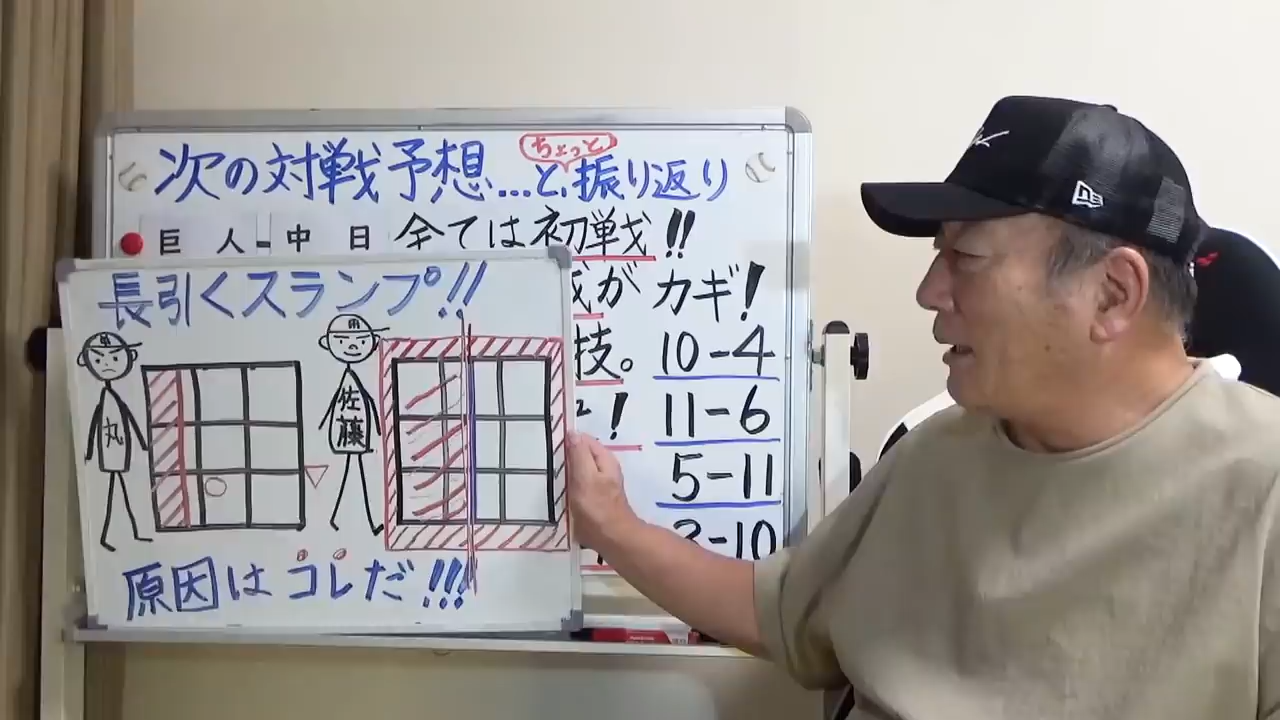 次の対戦予想…と、ちょっと振り返り
巨人-中日 全ては初戦!!
がカギ!
技。 10-4
! 11-6
5-11
-10
長引くスランプ!!
丸
佐藤
原因はコレだ!!!